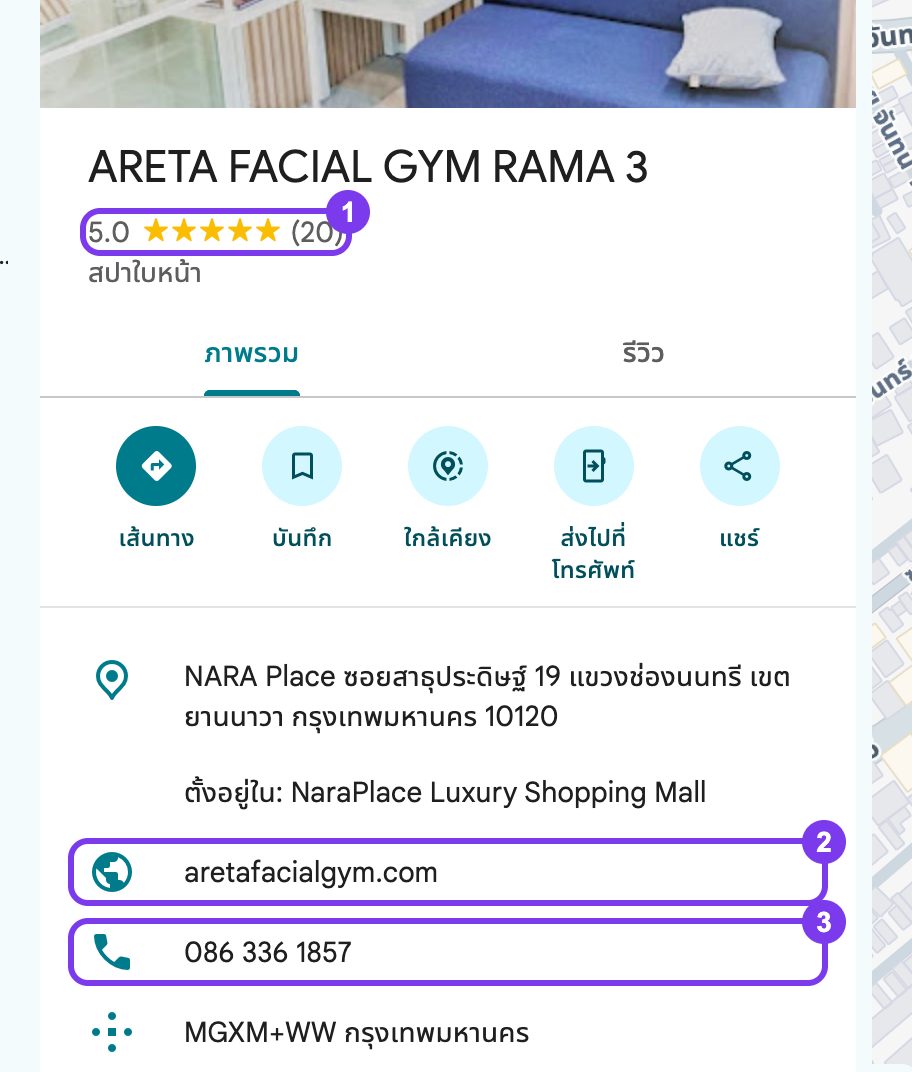 ARETA FACIAL GYM RAMA 3
5.0 ★★★★★ (20)
1
สปาใบหน้า
ภาพรวม
รีวิว
เส้นทาง
บันทึก
ใกล้เคียง
ส่งไปที่
โทรศัพท์
แชร์
NARA Place ซอยสาธุประดิษฐ์ 19 แขวงช่องนนทรี เขต
ยานนาวา กรุงเทพมหานคร 10120
ตั้งอยู่ใน: NaraPlace Luxury Shopping Mall
2
aretafacialgym.com
3
086 336 1857
MGXM+WW กรุงเทพมหานคร